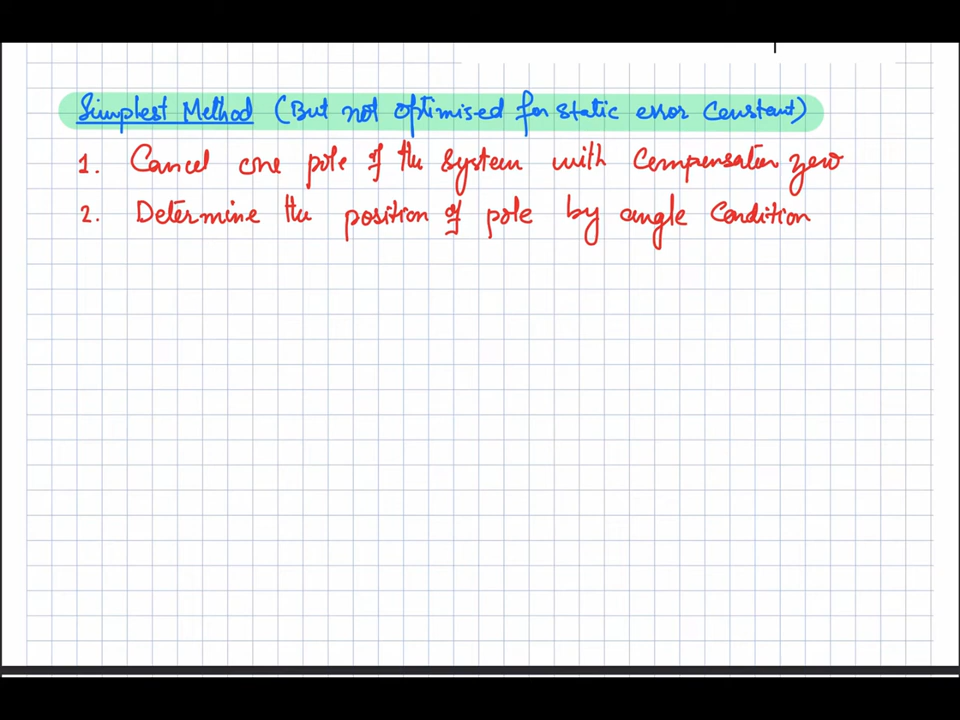 Simplest Method (But not optimised for static error constant)
1. Cancel one pole of the system with compensation zero
2. Determine the position of pole by angle condition